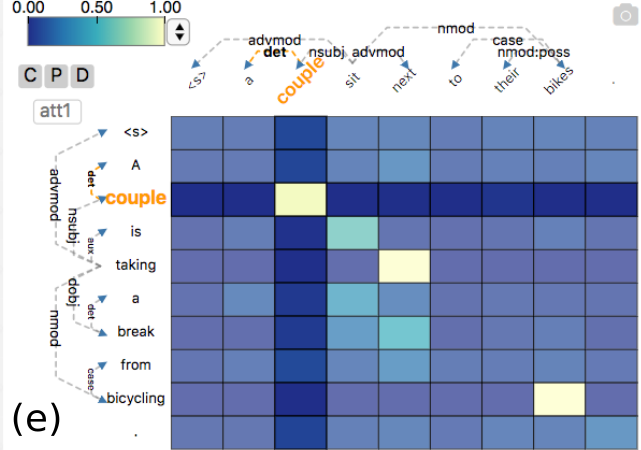 0.00 0.50 1.00
nmod
advmod case
det nsubj advmod nmod:poss
<s> a couple sit next to their bikes .
C P D
att1
<s>
A
couple
is
taking
a
break
from
bicycling
.
advmod
det
nsubj
aux
dobj
det
nmod
case
(e)